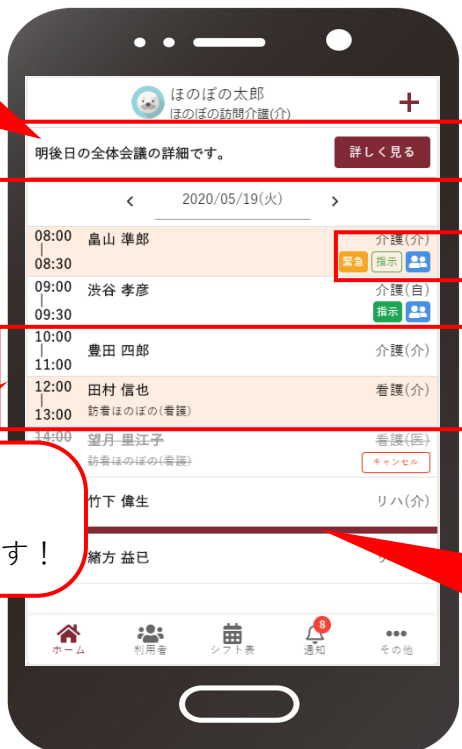 ほのぼの太郎
ほのぼの訪問介護(介)
+
明後日の全体会議の詳細です。
詳しく見る
< 2020/05/19(火) >
08:00 畠山 準郎 介護(介)
|
08:30 緊急 指示
09:00 渋谷 孝彦 介護(自)
|
09:30 指示
10:00
| 豊田 四郎 介護(介)
11:00
12:00 田村 信也 看護(介)
|
13:00 訪看ほのぼの(看護)
14:00 望月 里江子 看護(医)
訪看ほのぼの(看護) キャンセル
竹下 偉生 リハ(介)
す！
緒方 益巳
8
ホーム 利用者 シフト表 通知 その他